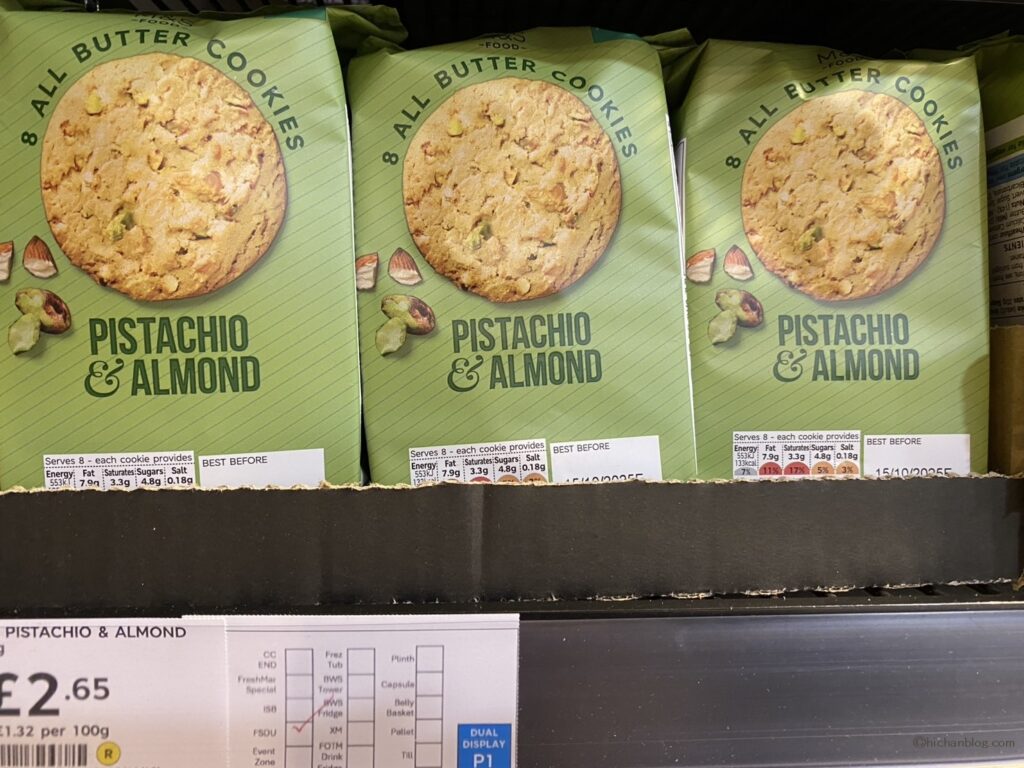 8 ALL BUTTER COOKIES
PISTACHIO
& ALMOND
Serves 8 - each cookie provides
Energy Fat Saturates Sugars Salt
553kJ 7.9g 3.3g 4.8g 0.18g
BEST BEFORE
FOOD
8 ALL BUTTER COOKIES
PISTACHIO
& ALMOND
Serves 8 - each cookie provides
Energy Fat Saturates Sugars Salt
553kJ 7.9g 3.3g 4.8g 0.18g
BEST BEFORE
FOOD
8 ALL BUTTER COOKIES
PISTACHIO
& ALMOND
Serves 8 - each cookie provides
Energy Fat Saturates Sugars Salt
553kJ 7.9g 3.3g 4.8g 0.18g
133kcal
7% 11% 17% 5% 3%
BEST BEFORE
15/10/2025F
PISTACHIO & ALMOND
g
£2.65
£1.32 per 100g
R
CC END
FreshMar Special
ISB
FSDU
Event Zone
Frez Tub
BWS Tower
BWS Fridge
XM
FOTM Drink Fridge
Plinth
Capsule
Belly Basket
Pallet
Till
DUAL
DISPLAY
P1
©hichanblog.com